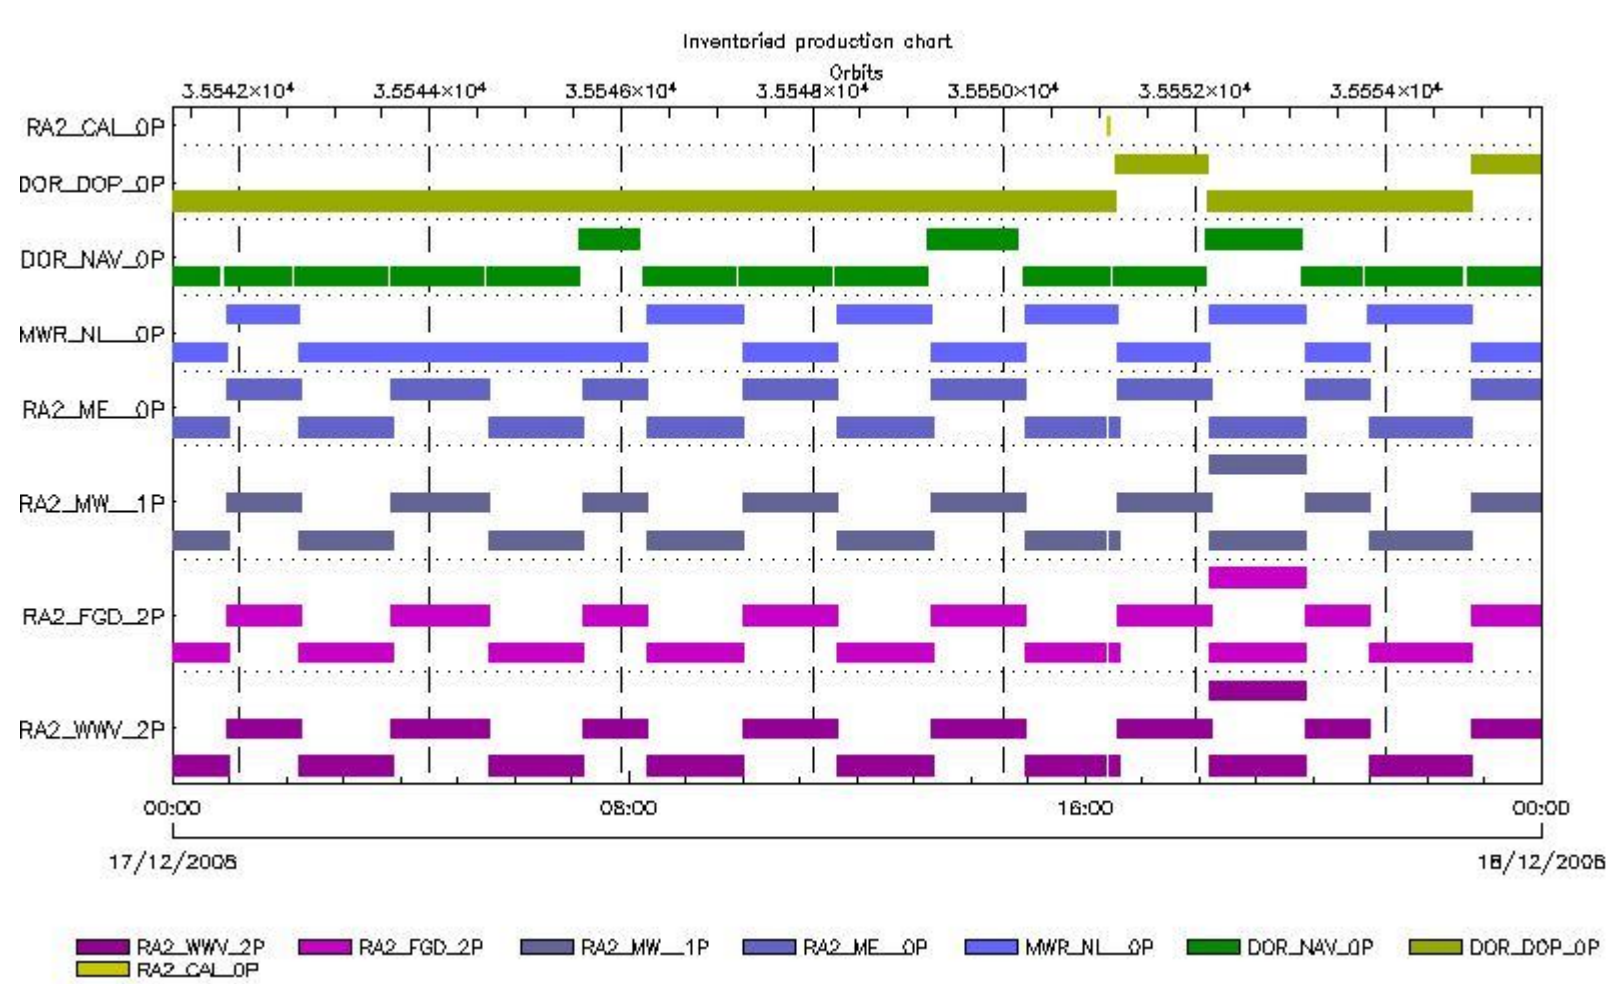 Inventoried production chart
Orbits
3.5542×10⁴ 3.5544×10⁴ 3.5546×10⁴ 3.5548×10⁴ 3.5550×10⁴ 3.5552×10⁴ 3.5554×10⁴
RA2_CAL_0P
DOR_DOP_0P
DOR_NAV_0P
MWR_NL__0P
RA2_ME__0P
RA2_MW__1P
RA2_FGD_2P
RA2_WWV_2P
00:00 08:00 16:00 00:00
17/12/2008 18/12/2008
RA2_WWV_2P RA2_FGD_2P RA2_MW__1P RA2_ME__0P MWR_NL__0P DOR_NAV_0P DOR_DOP_0P
RA2_CAL_0P